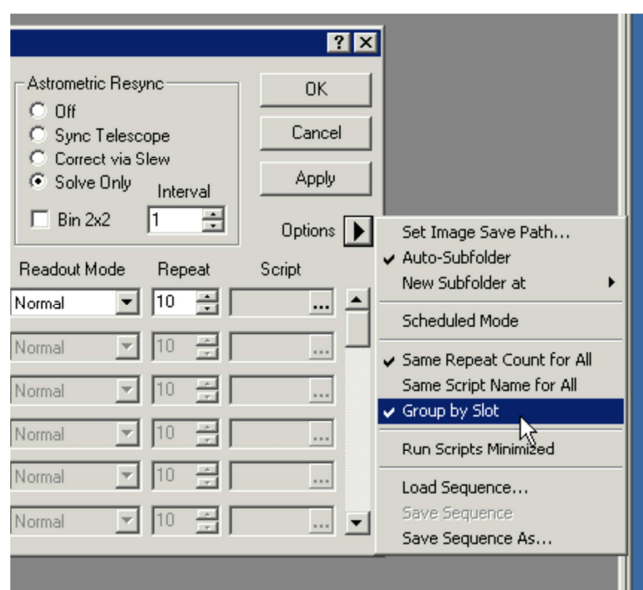 Astrometric Resync
Off
Sync Telescope
Correct via Slew
Solve Only
Interval
Bin 2x2
1
OK
Cancel
Apply
Options
Readout Mode Repeat Script
Normal 10 ...
Normal 10 ...
Normal 10 ...
Normal 10 ...
Normal 10 ...
Normal 10 ...
Set Image Save Path...
Auto-Subfolder
New Subfolder at
Scheduled Mode
Same Repeat Count for All
Same Script Name for All
Group by Slot
Run Scripts Minimized
Load Sequence...
Save Sequence
Save Sequence As...